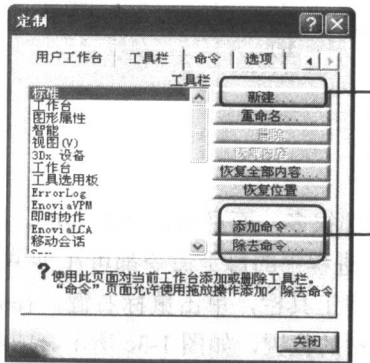 定制
用户工作台 工具栏 命令 选项
工具栏
标准
工作台
图形属性
智能
视图(V)
3Dx 设备
工作台
工具选用板
ErrorLog
EnoviaVPM
即时协作
EnoviaLCA
移动会话
新建...
重命名...
删除
恢复内容...
恢复全部内容...
恢复位置
添加命令...
除去命令...
?使用此页面对当前工作台添加或删除工具栏。
“命令”页面允许使用拖放操作添加/除去命令
关闭